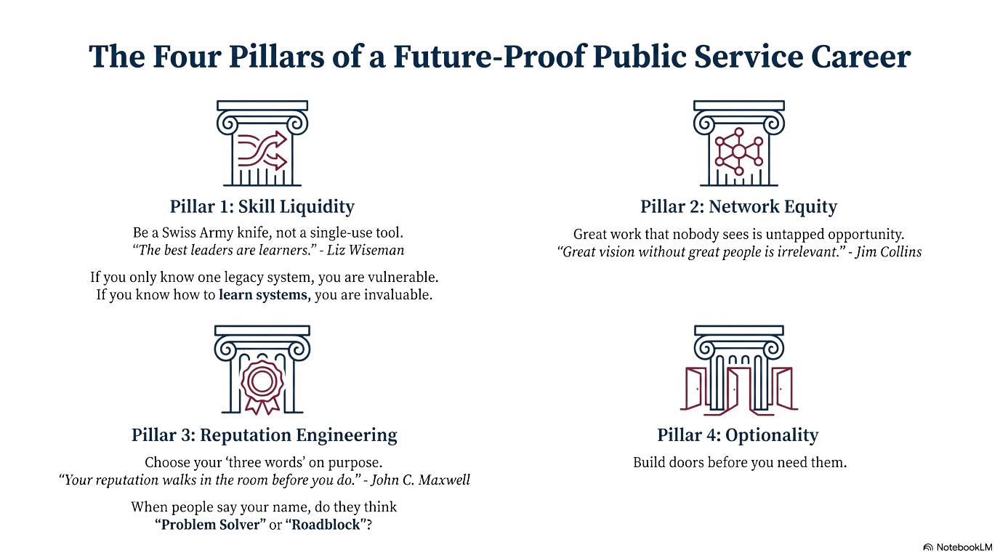 The Four Pillars of a Future-Proof Public Service Career
Pillar 1: Skill Liquidity
Be a Swiss Army knife, not a single-use tool.
“The best leaders are learners.” - Liz Wiseman
If you only know one legacy system, you are vulnerable.
If you know how to learn systems, you are invaluable.
Pillar 2: Network Equity
Great work that nobody sees is untapped opportunity.
“Great vision without great people is irrelevant.” - Jim Collins
Pillar 3: Reputation Engineering
Choose your ‘three words’ on purpose.
“Your reputation walks in the room before you do.” - John C. Maxwell
When people say your name, do they think
“Problem Solver” or “Roadblock”?
Pillar 4: Optionality
Build doors before you need them.
NotebookLM